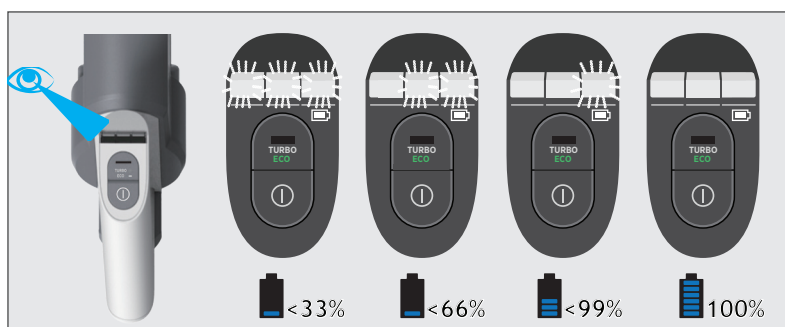 TURBO
ECO
TURBO
ECO
TURBO
ECO
TURBO
ECO
TURBO
ECO
<33%
<66%
<99%
100%